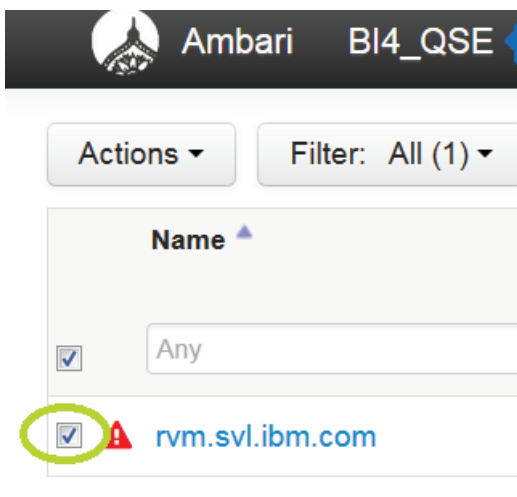 Ambari BI4_QSE
Actions Filter: All (1)
Name
Any
rvm.svl.ibm.com